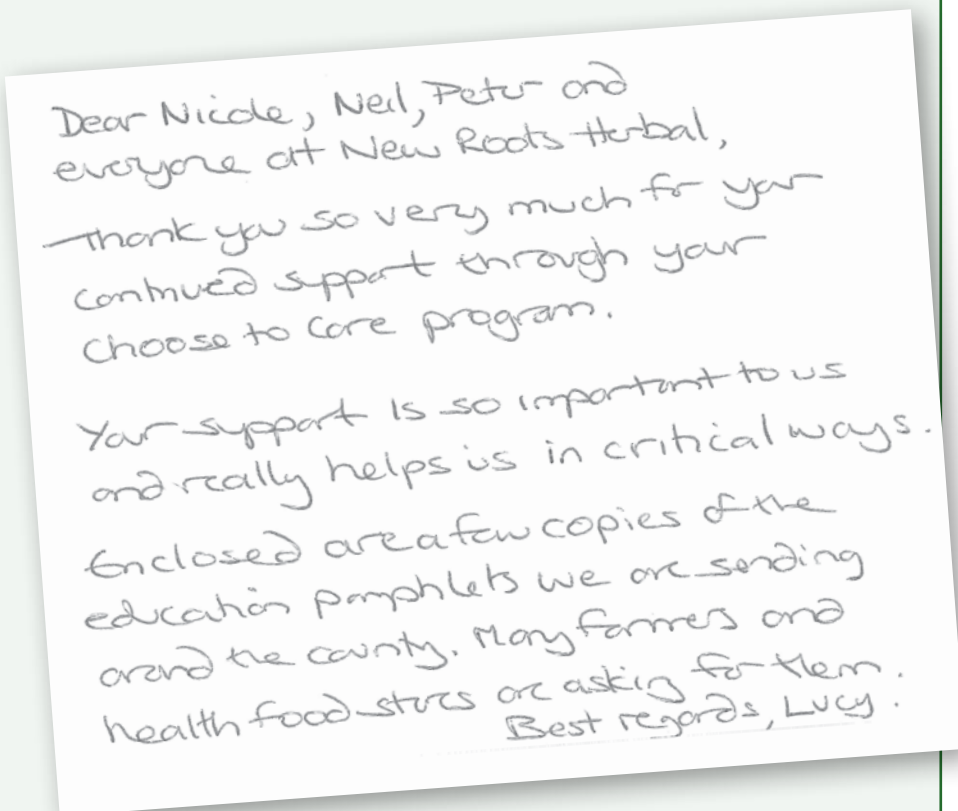 Dear Nicole, Neil, Peter and
everyone att New Roots Herbal,
Thank you so very much for your
continued support through your
Choose to Care program.
Your support is so important to us
and really helps us in critical ways.
Enclosed are a few copies of the
education pamphlets we are sending
around the county. Many farmers and
health food stores are asking for them.
Best regards, Lucy.